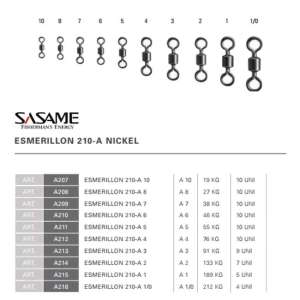 10 9 8 7 6 5 4 3 2 1 1/0
SASAME
FISHERMAN'S ENERGY
ESMERILLON 210-A NICKEL
ART. A207 ESMERILLON 210-A 10 A 10 19 KG 10 UNI
ART. A208 ESMERILLON 210-A 8 A 8 27 KG 10 UNI
ART. A209 ESMERILLON 210-A 7 A 7 38 KG 10 UNI
ART. A210 ESMERILLON 210-A 6 A 6 46 KG 10 UNI
ART. A211 ESMERILLON 210-A 5 A 5 55 KG 10 UNI
ART. A212 ESMERILLON 210-A 4 A 4 76 KG 10 UNI
ART. A213 ESMERILLON 210-A 3 A 3 91 KG 9 UNI
ART. A214 ESMERILLON 210-A 2 A 2 133 KG 7 UNI
ART. A215 ESMERILLON 210-A 1 A 1 189 KG 5 UNI
ART. A216 ESMERILLON 210-A 1/0 A 1/0 212 KG 4 UNI